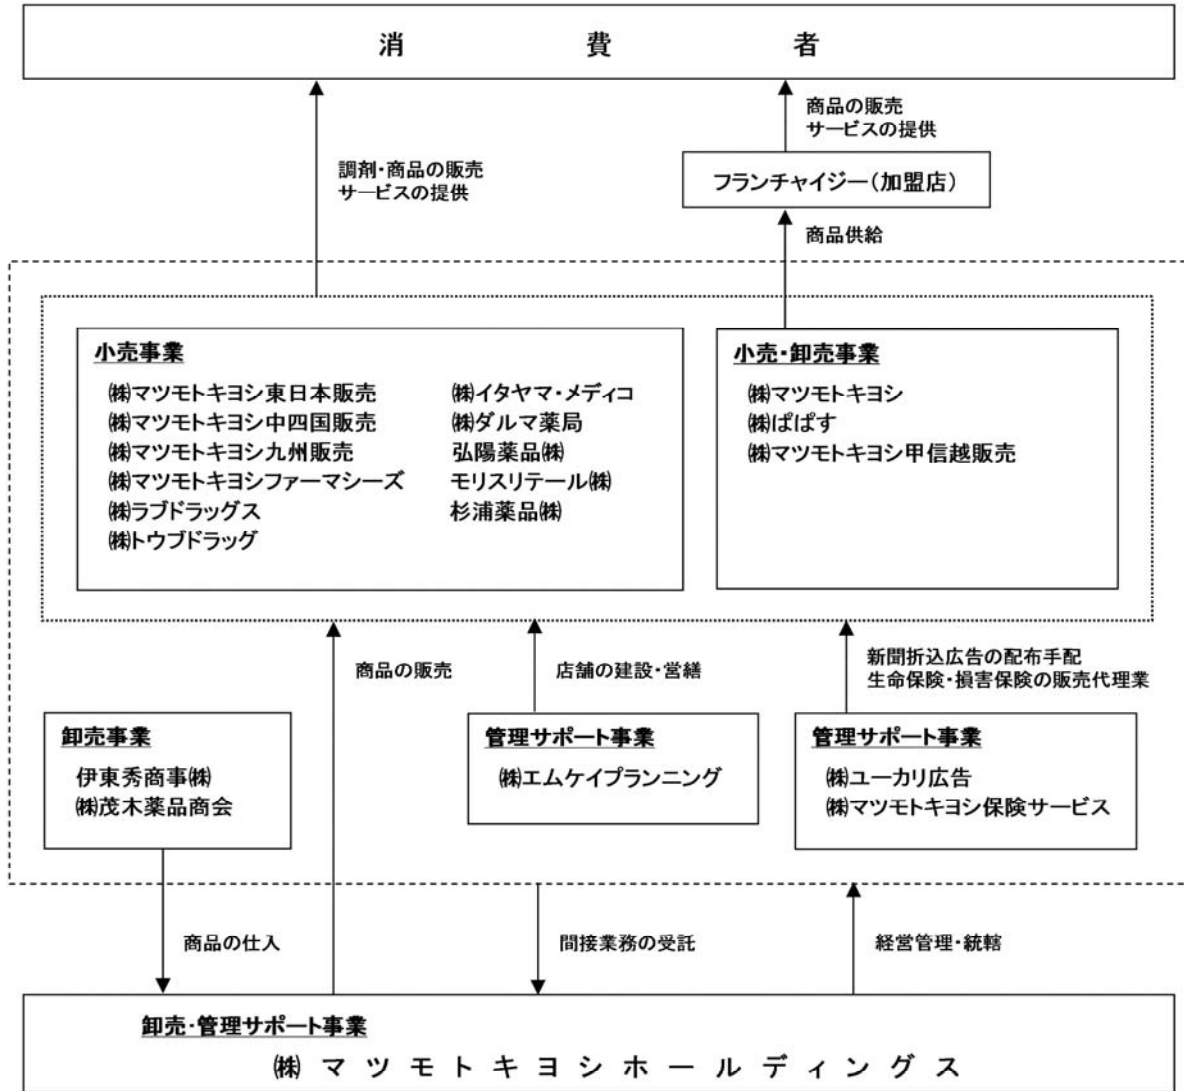 消費者
商品の販売
サービスの提供
調剤・商品の販売
サービスの提供
フランチャイジー(加盟店)
商品供給
小売事業
㈱マツモトキヨシ東日本販売
㈱マツモトキヨシ中四国販売
㈱マツモトキヨシ九州販売
㈱マツモトキヨシファーマシーズ
㈱ラブドラッグス
㈱トウブドラッグ
㈱イタヤマ・メディコ
㈱ダルマ薬局
弘陽薬品㈱
モリスリテール㈱
杉浦薬品㈱
小売・卸売事業
㈱マツモトキヨシ
㈱ぱぱす
㈱マツモトキヨシ甲信越販売
商品の販売
店舗の建設・営繕
新聞折込広告の配布手配
生命保険・損害保険の販売代理業
卸売事業
伊東秀商事㈱
㈱茂木薬品商会
管理サポート事業
㈱エムケイプランニング
管理サポート事業
㈱ユーカリ広告
㈱マツモトキヨシ保険サービス
商品の仕入
間接業務の受託
経営管理・統轄
卸売・管理サポート事業
㈱マツモトキヨシホールディングス